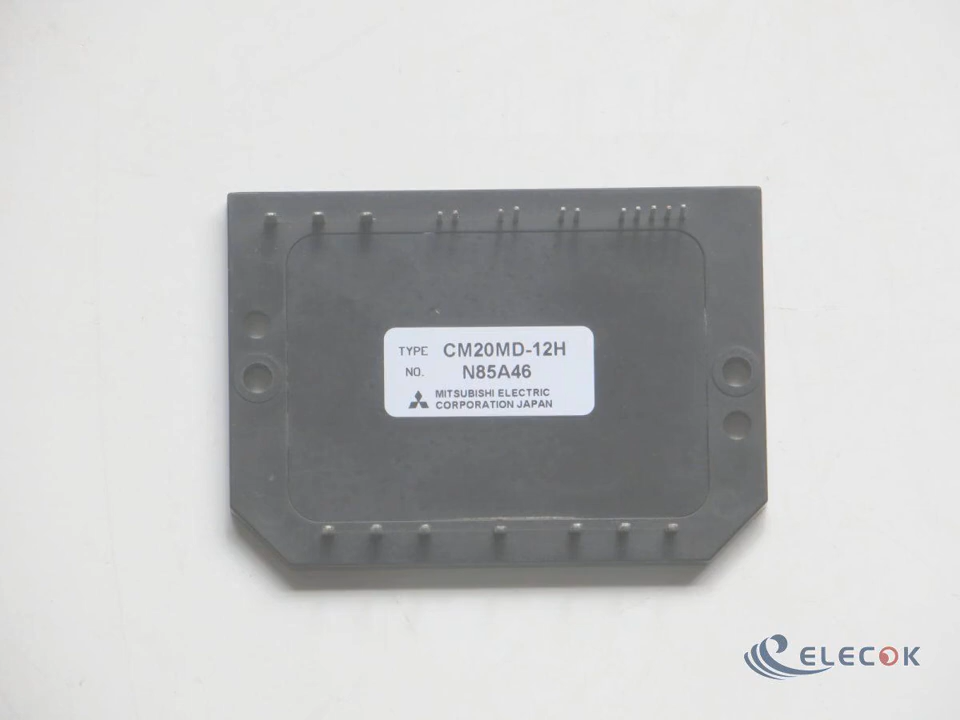 TYPE CM20MD-12H
NO. N85A46
MITSUBISHI ELECTRIC
CORPORATION JAPAN
ELECOK